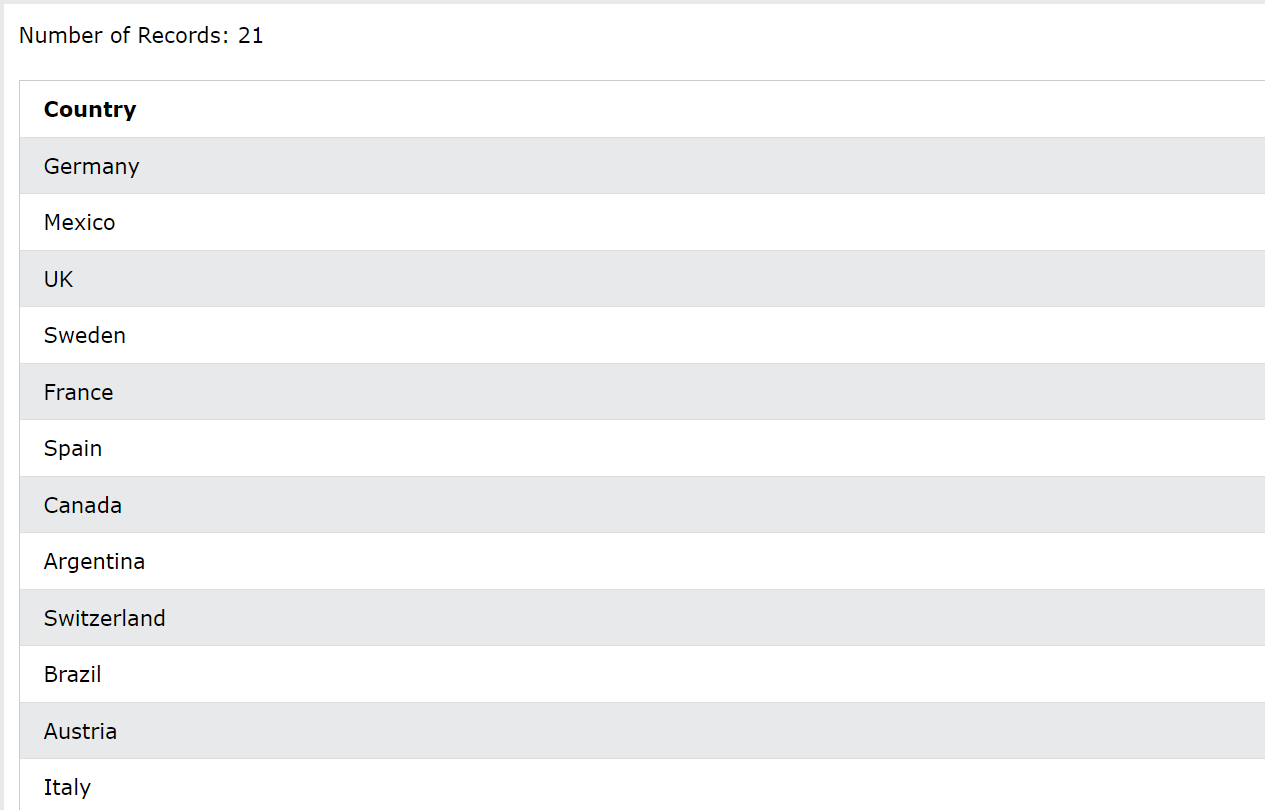 Number of Records: 21
Country
Germany
Mexico
UK
Sweden
France
Spain
Canada
Argentina
Switzerland
Brazil
Austria
Italy